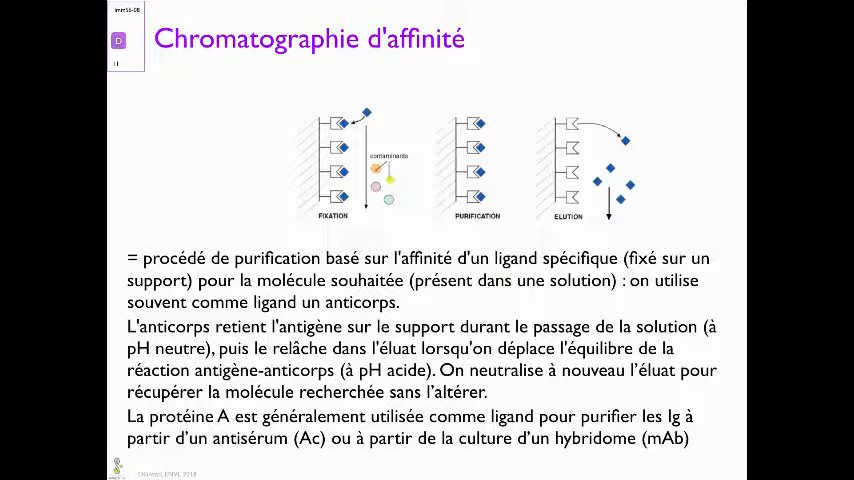 imm56-08
D
11
Chromatographie d'affinité
contaminants
FIXATION
PURIFICATION
ELUTION
= procédé de purification basé sur l'affinité d'un ligand spécifique (fixé sur un
support) pour la molécule souhaitée (présent dans une solution) : on utilise
souvent comme ligand un anticorps.
L'anticorps retient l'antigène sur le support durant le passage de la solution (à
pH neutre), puis le relâche dans l'éluat lorsqu'on déplace l'équilibre de la
réaction antigène-anticorps (à pH acide). On neutralise à nouveau l'éluat pour
récupérer la molécule recherchée sans l'altérer.
La protéine A est généralement utilisée comme ligand pour purifier les Ig à
partir d'un antisérum (Ac) ou à partir de la culture d'un hybridome (mAb)
ENVL 2018